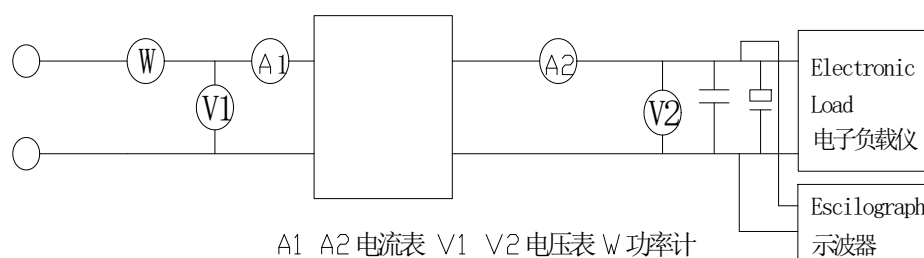 W
A1
V1
A2
V2
Electronic
Load
电子负载仪
Escilograph
示波器
A1 A2 电流表 V1 V2 电压表 W 功率计